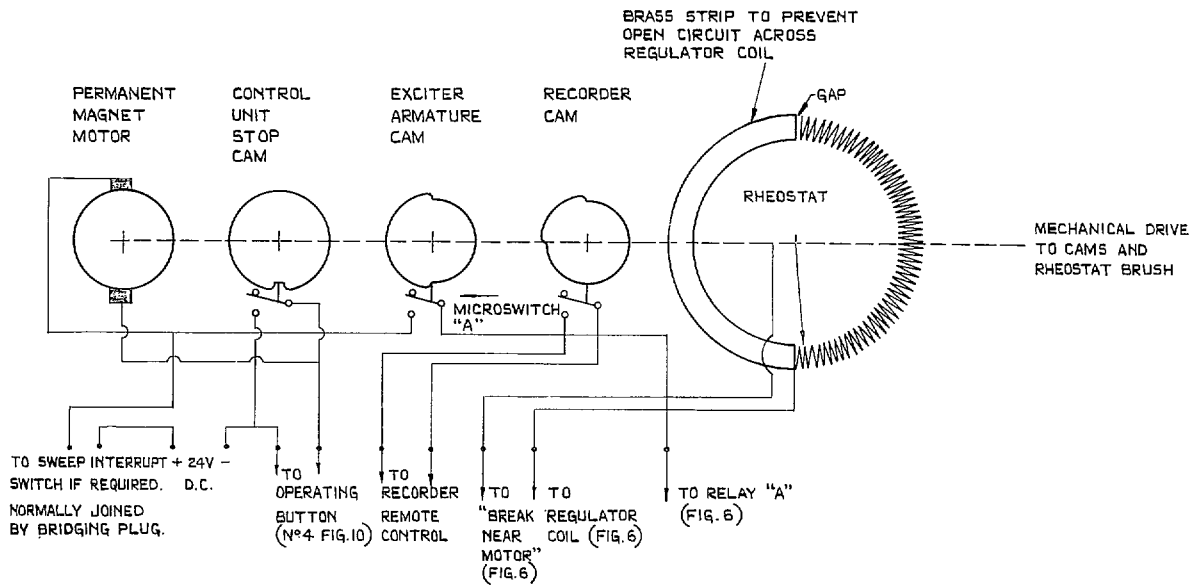 BRASS STRIP TO PREVENT
OPEN CIRCUIT ACROSS
REGULATOR COIL
GAP
PERMANENT
MAGNET
MOTOR
CONTROL
UNIT
STOP
CAM
EXCITER
ARMATURE
CAM
RECORDER
CAM
RHEOSTAT
MECHANICAL DRIVE
TO CAMS AND
RHEOSTAT BRUSH
MICROSWITCH
"A"
TO SWEEP INTERRUPT
SWITCH IF REQUIRED.
NORMALLY JOINED
BY BRIDGING PLUG.
+ 24V -
D.C.
TO
OPERATING
BUTTON
(Nº4 FIG.10)
TO
RECORDER
REMOTE
CONTROL
TO
"BREAK
NEAR
MOTOR"
(FIG.6)
TO
REGULATOR
COIL (FIG.6)
TO RELAY "A"
(FIG.6)